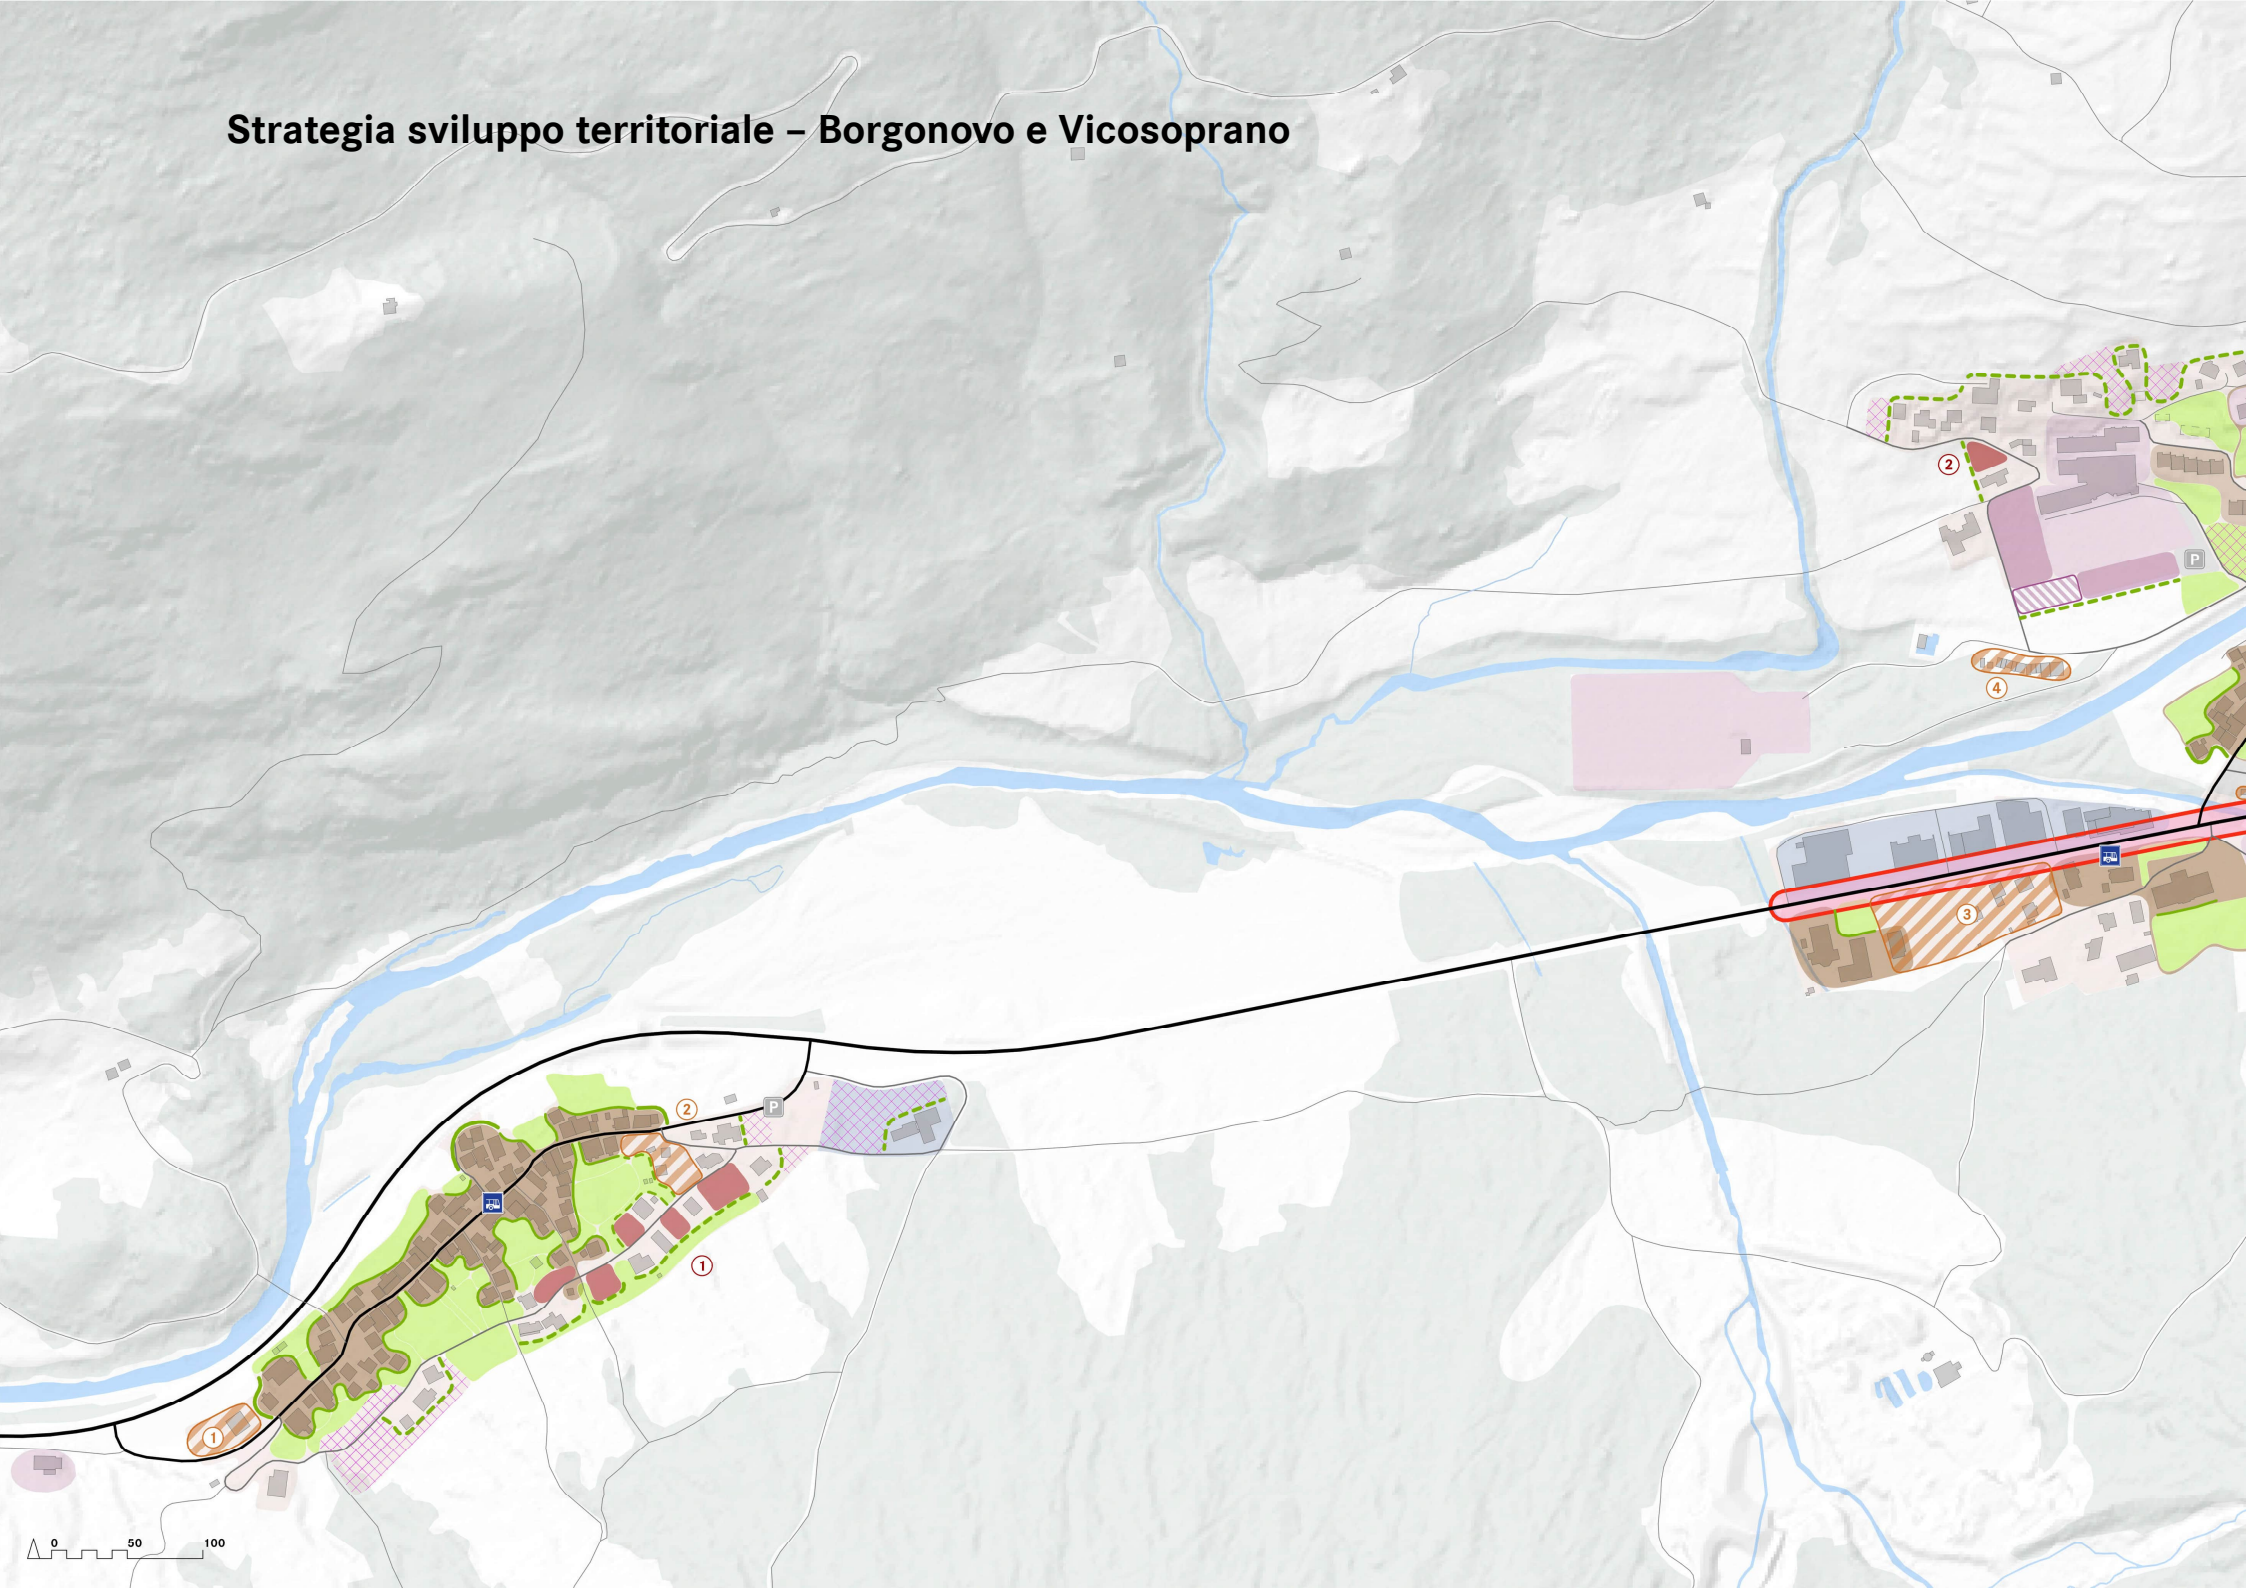 Strategia sviluppo territoriale – Borgonovo e Vicosoprano
2
P
4
3
2
P
1
1
0 50 100